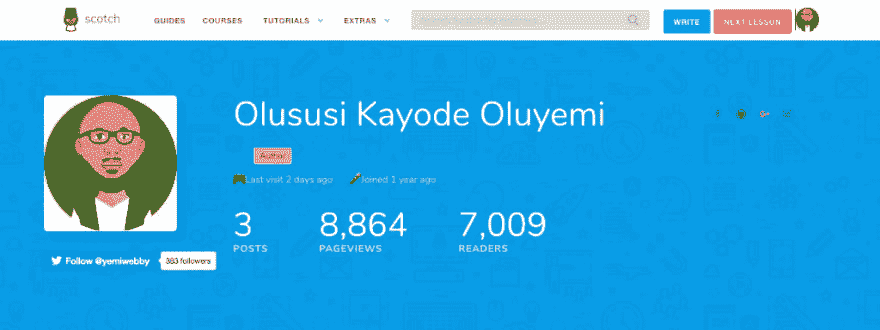 scotch GUIDES COURSES TUTORIALS EXTRAS WRITE NEXT LESSON
Olususi Kayode Oluyemi
Author
Last visit 2 days ago Joined 1 year ago
3 8,864 7,009
POSTS PAGEVIEWS READERS
Follow @yemiwebby 383 followers